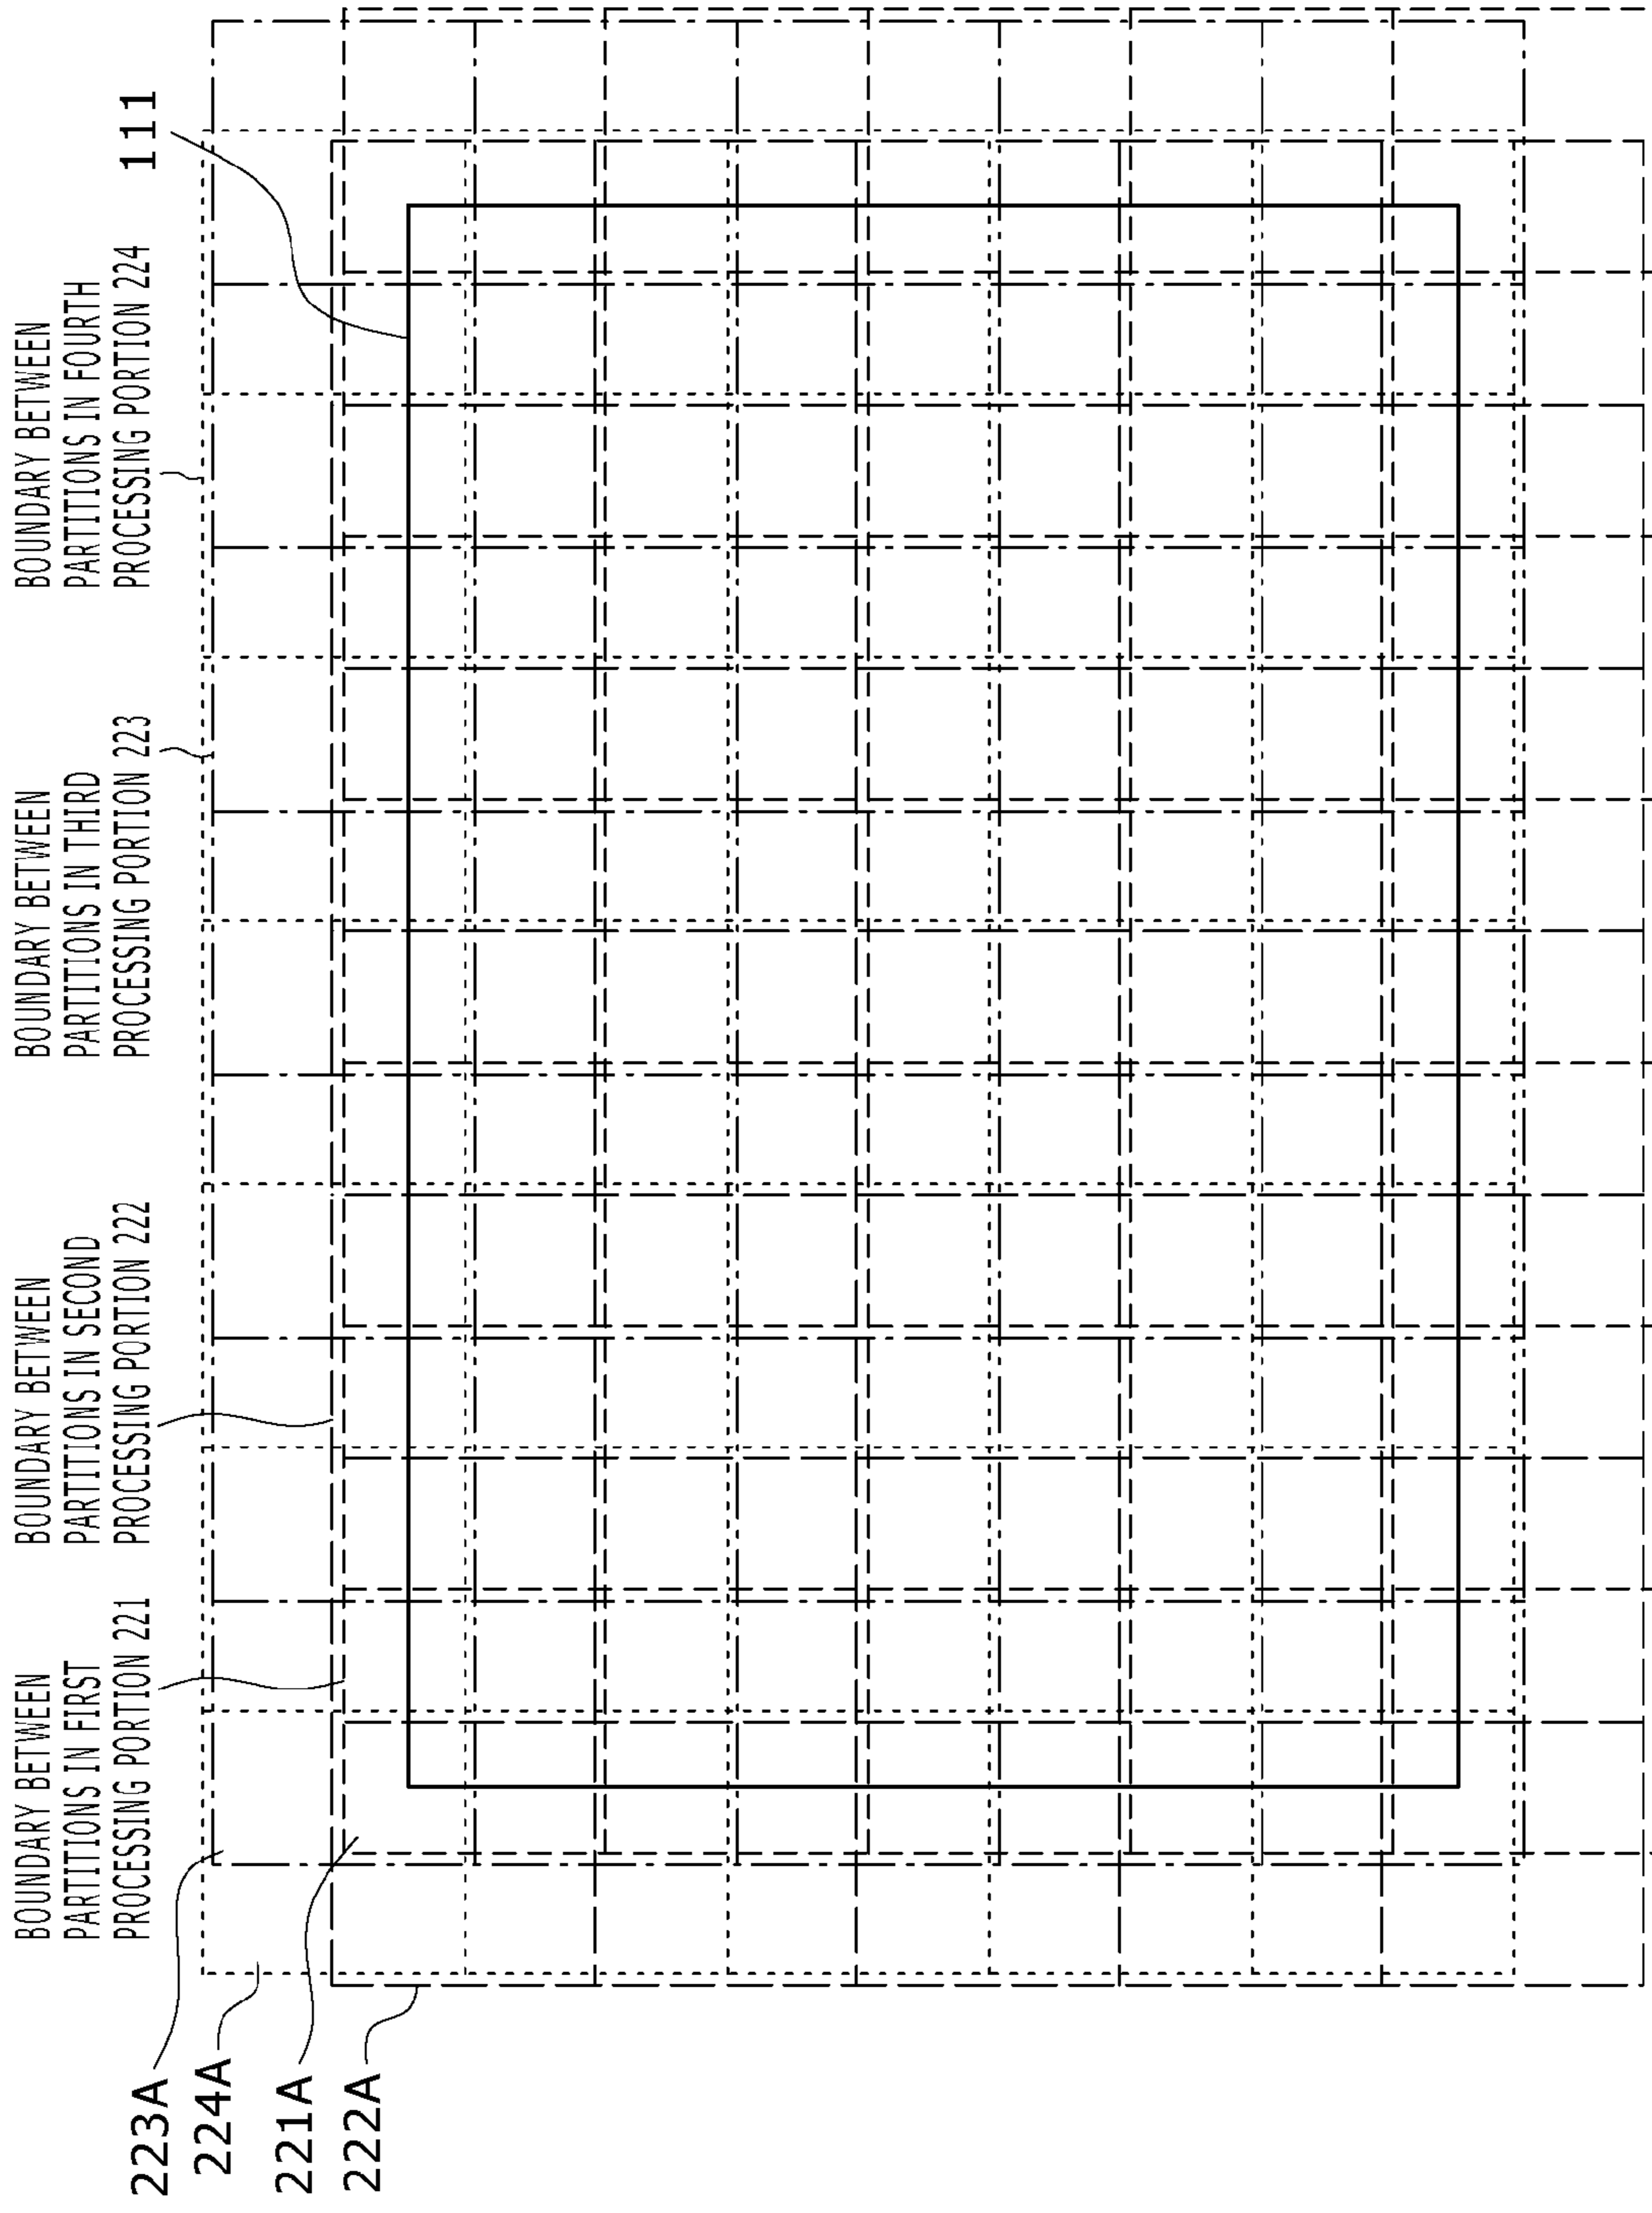 BOUNDARY BETWEEN
PARTITIONS IN FIRST
PROCESSING PORTION 221
BOUNDARY BETWEEN
PARTITIONS IN SECOND
PROCESSING PORTION 222
BOUNDARY BETWEEN
PARTITIONS IN THIRD
PROCESSING PORTION 223
BOUNDARY BETWEEN
PARTITIONS IN FOURTH
PROCESSING PORTION 224
111
223A
224A
221A
222A